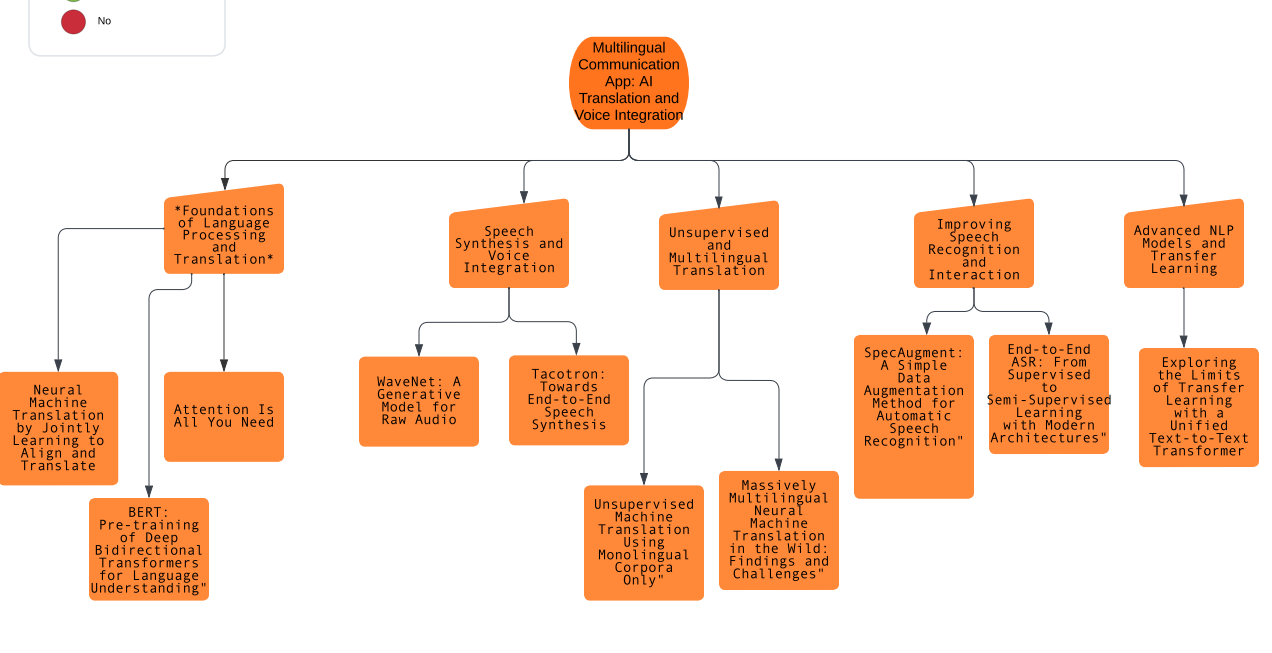 No
Multilingual
Communication
App: AI
Translation and
Voice Integration
*Foundations
of Language
Processing
and
Translation*
Speech
Synthesis and
Voice
Integration
Unsupervised
and
Multilingual
Translation
Improving
Speech
Recognition
and
Interaction
Advanced NLP
Models and
Transfer
Learning
Neural
Machine
Translation
by Jointly
Learning to
Align and
Translate
Attention Is
All You Need
BERT:
Pre-training
of Deep
Bidirectional
Transformers
for Language
Understanding"
WaveNet: A
Generative
Model for
Raw Audio
Tacotron:
Towards
End-to-End
Speech
Synthesis
Unsupervised
Machine
Translation
Using
Monolingual
Corpora
Only"
Massively
Multilingual
Neural
Machine
Translation
in the Wild:
Findings and
Challenges"
SpecAugment:
A Simple
Data
Augmentation
Method for
Automatic
Speech
Recognition"
End-to-End
ASR: From
Supervised
to
Semi-Supervised
Learning
with Modern
Architectures"
Exploring
the Limits
of Transfer
Learning
with a
Unified
Text-to-Text
Transformer